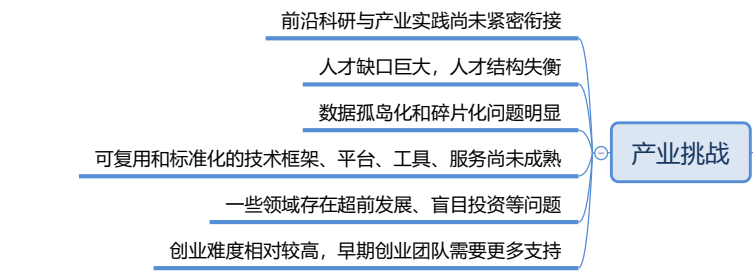 前沿科研与产业实践尚未紧密衔接
人才缺口巨大，人才结构失衡
数据孤岛化和碎片化问题明显
可复用和标准化的技术框架、平台、工具、服务尚未成熟
一些领域存在超前发展、盲目投资等问题
创业难度相对较高，早期创业团队需要更多支持
产业挑战